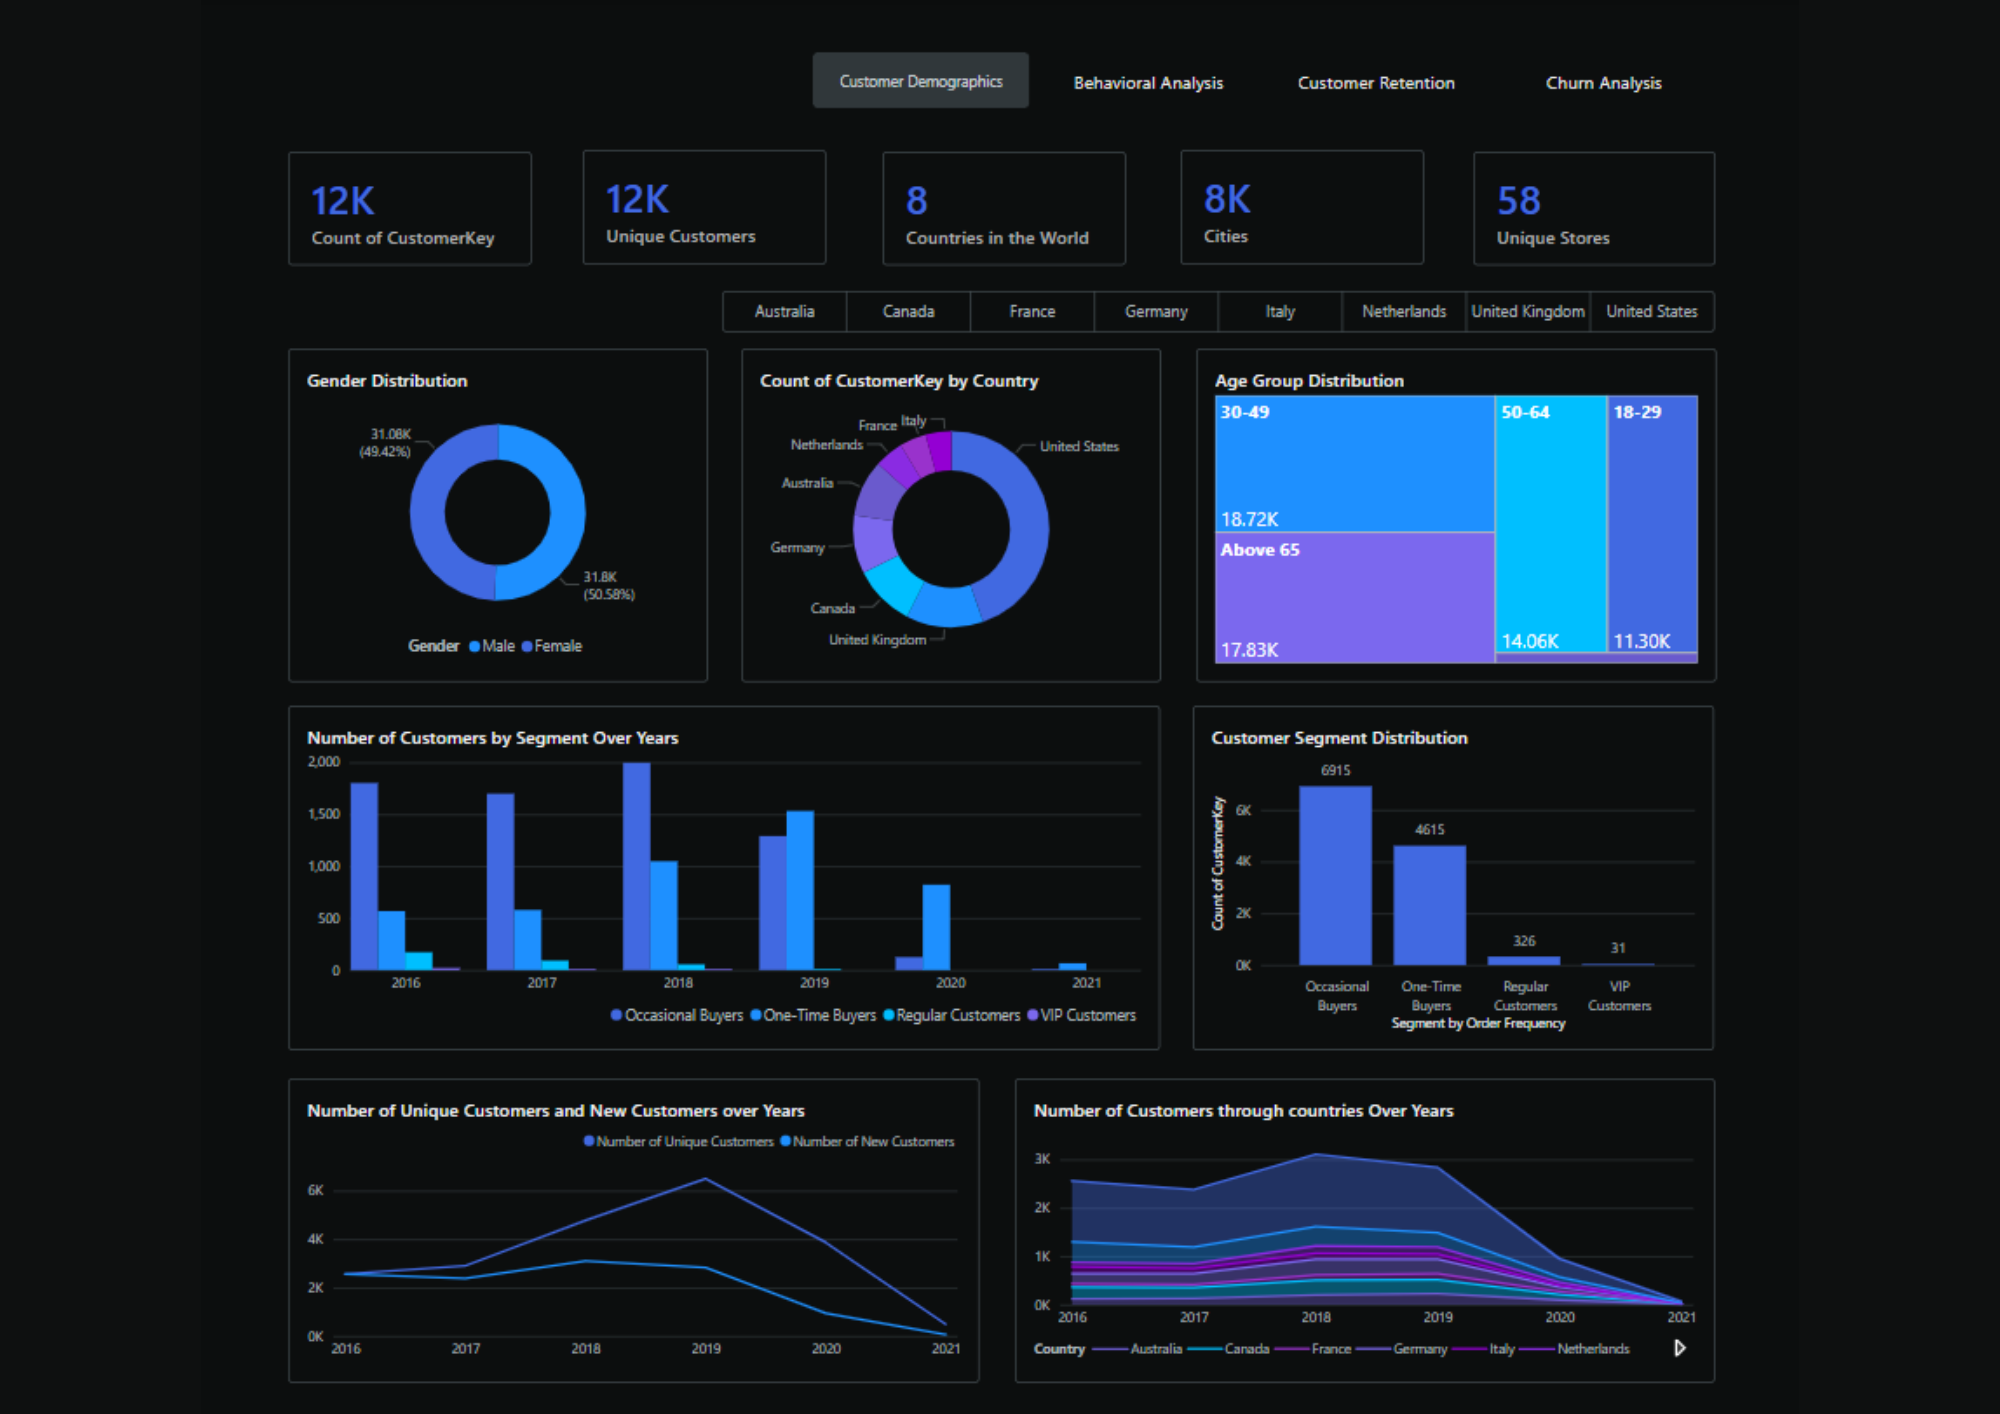 Customer Demographics
Behavioral Analysis
Customer Retention
Churn Analysis
12K
Count of CustomerKey
12K
Unique Customers
8
Countries in the World
8K
Cities
58
Unique Stores
Australia
Canada
France
Germany
Italy
Netherlands
United Kingdom
United States
Gender Distribution
31.08K
(49.42%)
31.8K
(50.58%)
Gender Male Female
Count of CustomerKey by Country
Italy
France
Netherlands
United States
Australia
Germany
Canada
United Kingdom
Age Group Distribution
30-49
18.72K
Above 65
17.83K
50-64
14.06K
18-29
11.30K
Number of Customers by Segment Over Years
2,000
1,500
1,000
500
0
2016 2017 2018 2019 2020 2021
Occasional Buyers One-Time Buyers Regular Customers VIP Customers
Customer Segment Distribution
Count of CustomerKey
6K
4K
2K
0K
6915
4615
326
31
Occasional
Buyers
One-Time
Buyers
Regular
Customers
VIP
Customers
Segment by Order Frequency
Number of Unique Customers and New Customers over Years
Number of Unique Customers Number of New Customers
6K
4K
2K
0K
2016 2017 2018 2019 2020 2021
Number of Customers through countries Over Years
3K
2K
1K
0K
2016 2017 2018 2019 2020 2021
Country Australia Canada France Germany Italy Netherlands